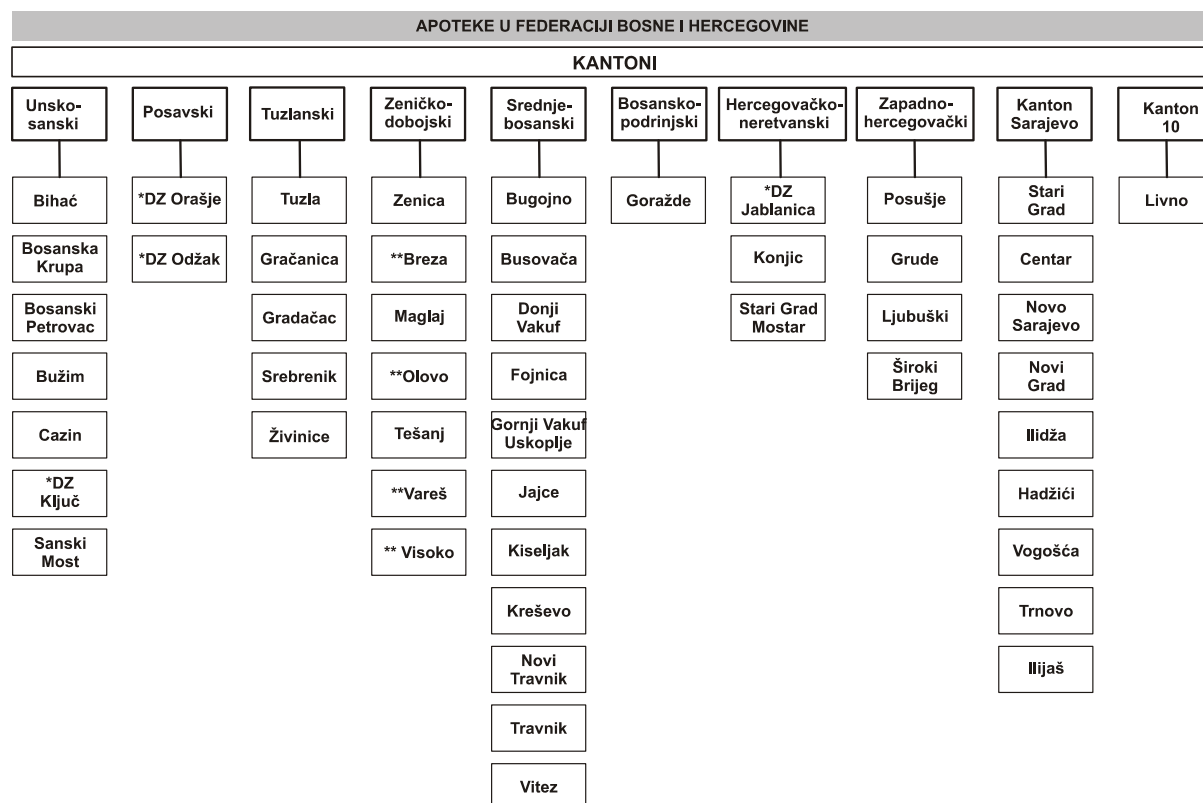 APOTEKE U FEDERACIJI BOSNE I HERCEGOVINE
KANTONI
Unsko-
sanski
Bihać
Bosanska
Krupa
Bosanski
Petrovac
Bužim
Cazin
*DZ
Ključ
Sanski
Most
Posavski
*DZ Orašje
*DZ Odžak
Tuzlanski
Tuzla
Gračanica
Gradačac
Srebrenik
Živinice
Zeničko-
dobojski
Zenica
**Breza
Maglaj
**Olovo
Tešanj
**Vareš
** Visoko
Srednje-
bosanski
Bugojno
Busovača
Donji
Vakuf
Fojnica
Gornji Vakuf
Uskoplje
Jajce
Kiseljak
Kreševo
Novi
Travnik
Travnik
Vitez
Bosansko-
podrinjski
Goražde
Hercegovačko-
neretvanski
*DZ
Jablanica
Konjic
Stari Grad
Mostar
Zapadno-
hercegovački
Posušje
Grude
Ljubuški
Široki
Brijeg
Kanton
Sarajevo
Stari
Grad
Centar
Novo
Sarajevo
Novi
Grad
Ilidža
Hadžići
Vogošća
Trnovo
Ilijaš
Kanton
10
Livno